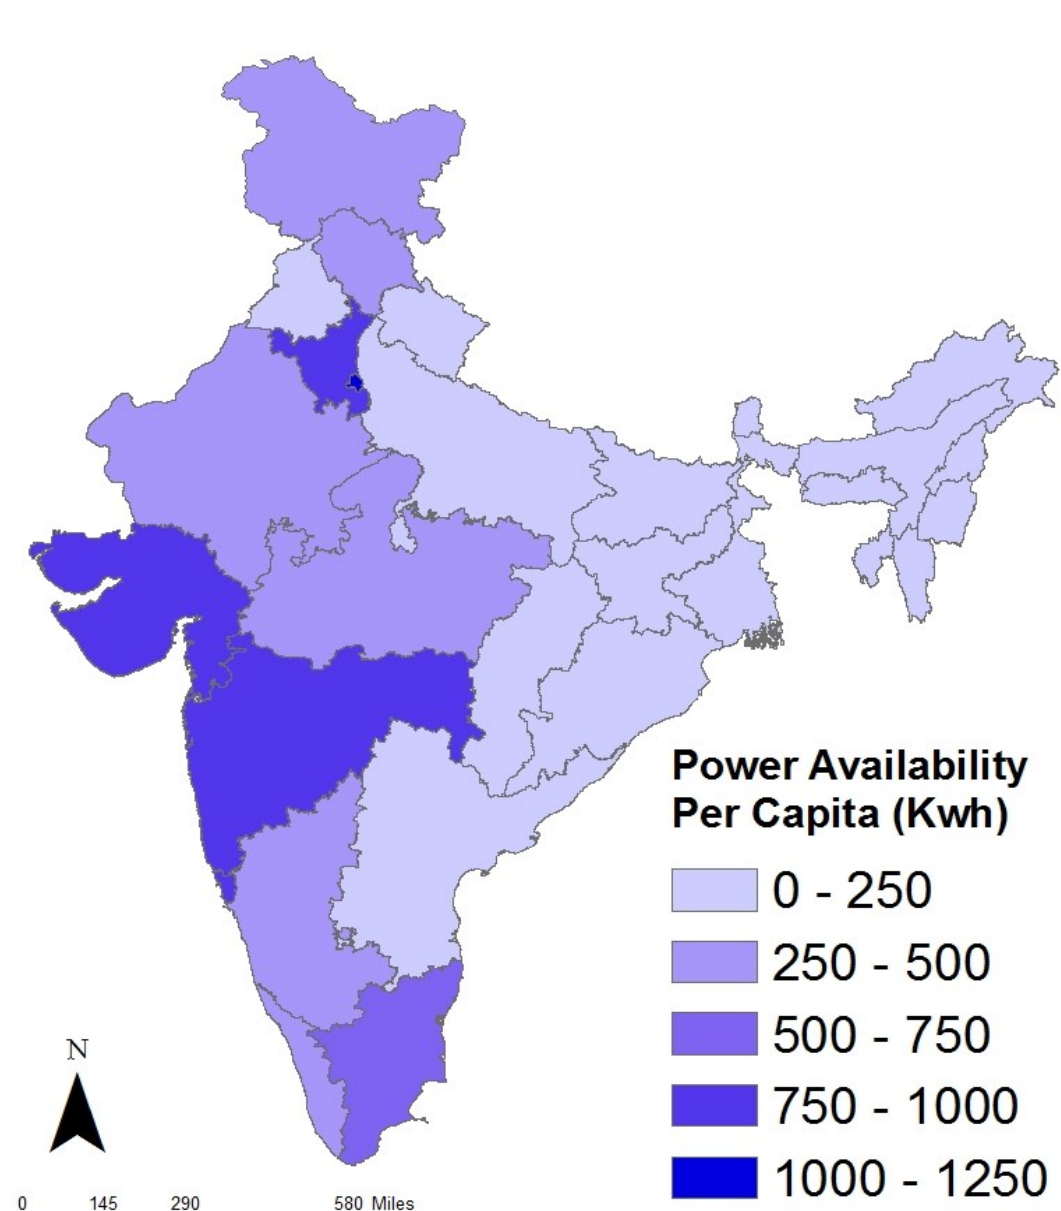 Power Availability
Per Capita (Kwh)
0 - 250
250 - 500
500 - 750
750 - 1000
1000 - 1250
N
0 145 290 580 Miles